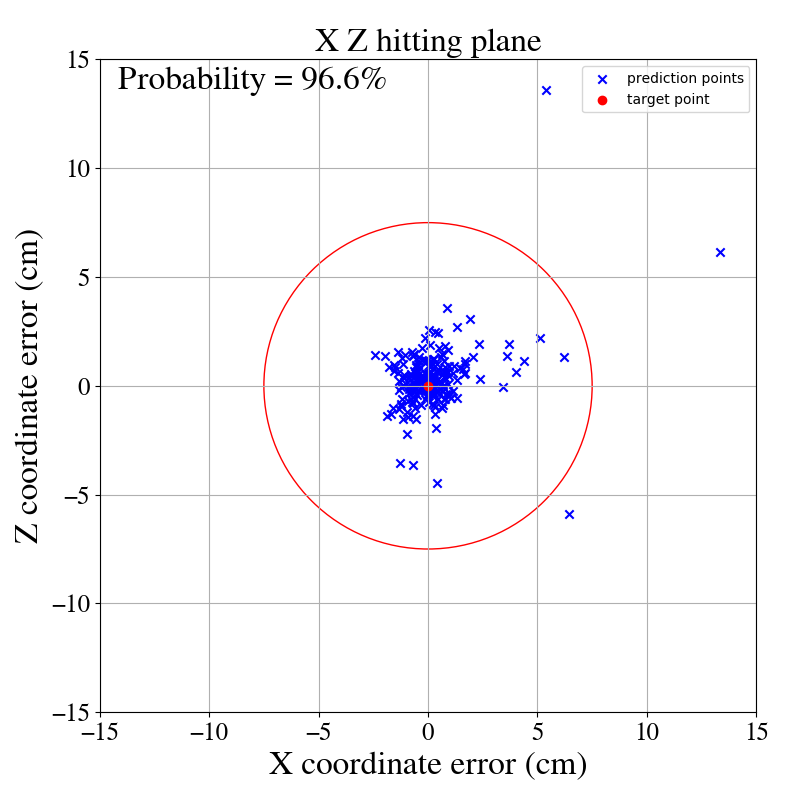 X Z hitting plane
Probability = 96.6%
prediction points
target point
15
10
5
0
−5
−10
−15
Z coordinate error (cm)
−15 −10 −5 0 5 10 15
X coordinate error (cm)